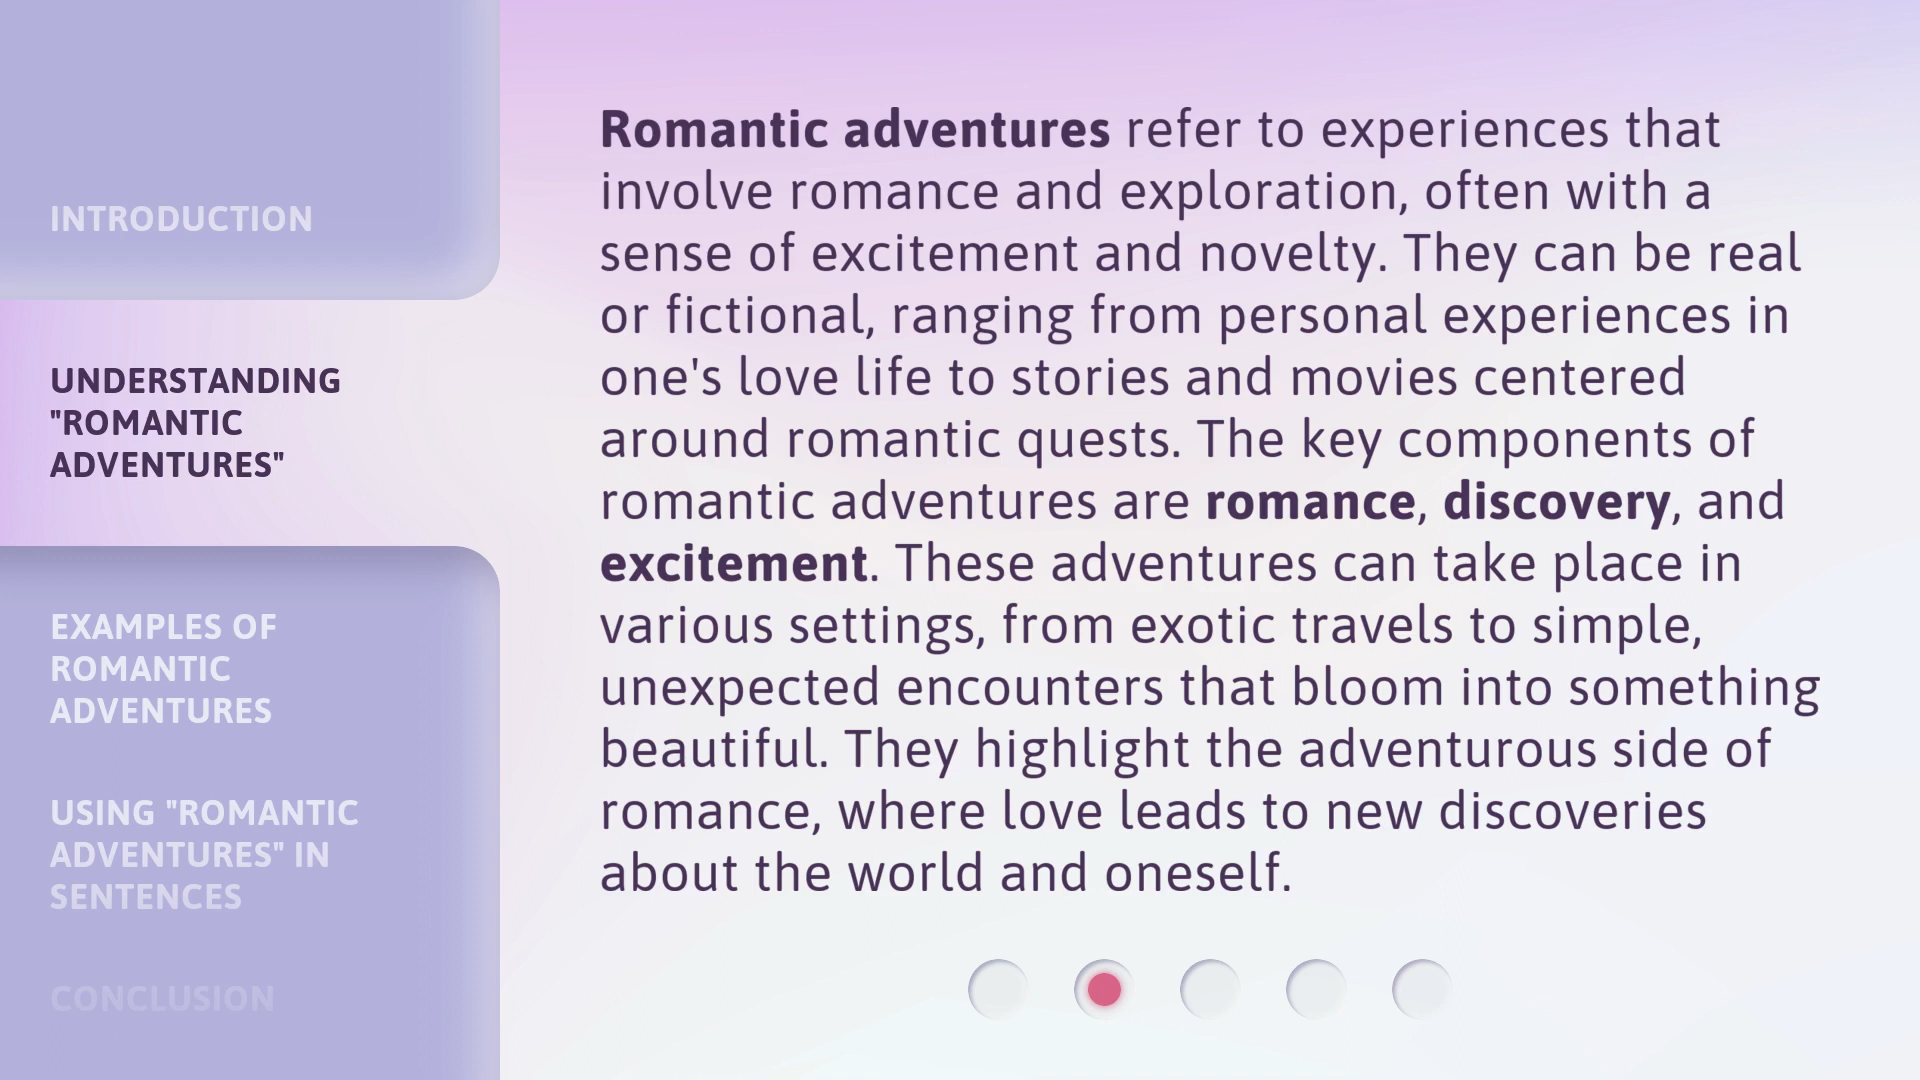 INTRODUCTION
UNDERSTANDING
"ROMANTIC
ADVENTURES"
EXAMPLES OF
ROMANTIC
ADVENTURES
USING "ROMANTIC
ADVENTURES" IN
SENTENCES
CONCLUSION
Romantic adventures refer to experiences that
involve romance and exploration, often with a
sense of excitement and novelty. They can be real
or fictional, ranging from personal experiences in
one's love life to stories and movies centered
around romantic quests. The key components of
romantic adventures are romance, discovery, and
excitement. These adventures can take place in
various settings, from exotic travels to simple,
unexpected encounters that bloom into something
beautiful. They highlight the adventurous side of
romance, where love leads to new discoveries
about the world and oneself.